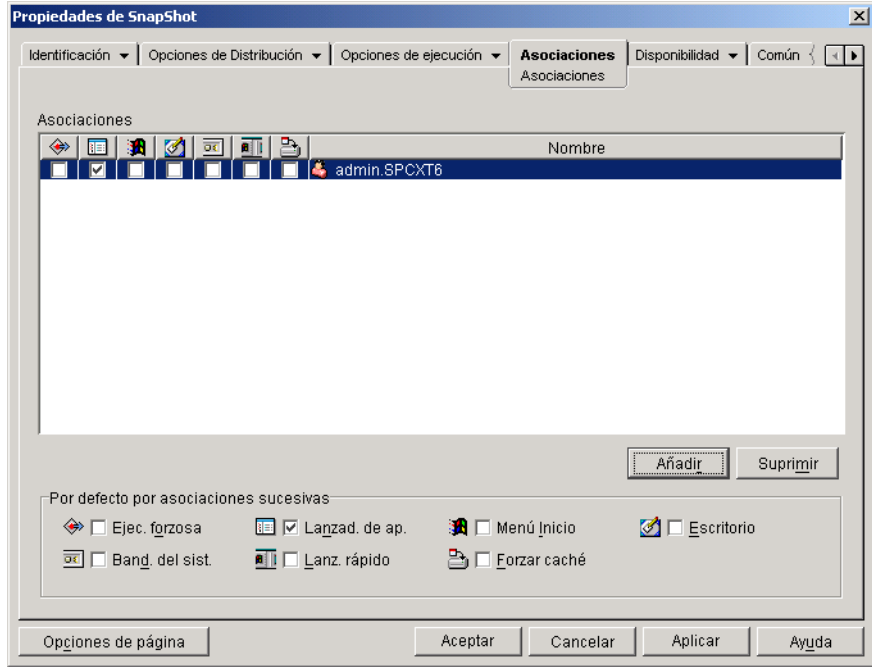 Propiedades de SnapShot
Identificación Opciones de Distribución Opciones de ejecución Asociaciones Disponibilidad Común
Asociaciones
Asociaciones
Nombre
admin.SPCXT6
Añadir Suprimir
Por defecto por asociaciones sucesivas
Ejec. forzosa Lanzad. de ap. Menú Inicio Escritorio
Band. del sist. Lanz. rápido Forzar caché
Opciones de página Aceptar Cancelar Aplicar Ayuda